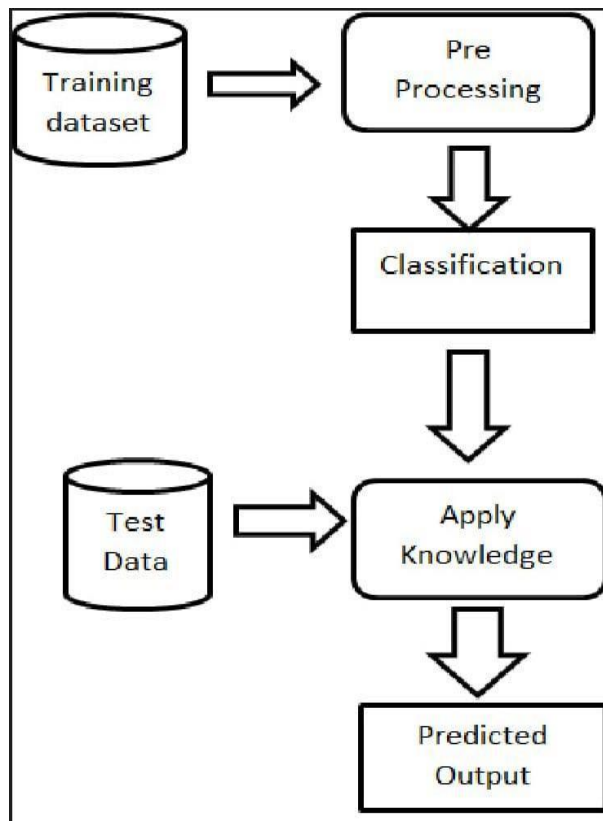 Training
dataset
Pre
Processing
Classification
Test
Data
Apply
Knowledge
Predicted
Output